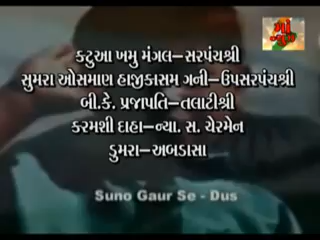 કટુઆ ખમુ મંગલ–સરપંચશ્રી
સુમરા ઓસમાણ હાજીકાસમ ગની–ઉપસરપંચશ્રી
બી.કે. પ્રજાપતિ–તલાટીશ્રી
કરમશી દાહા–ન્યા. સ. ચેરમેન
ડુમરા–અબડાસા
Suno Gaur Se - Dus